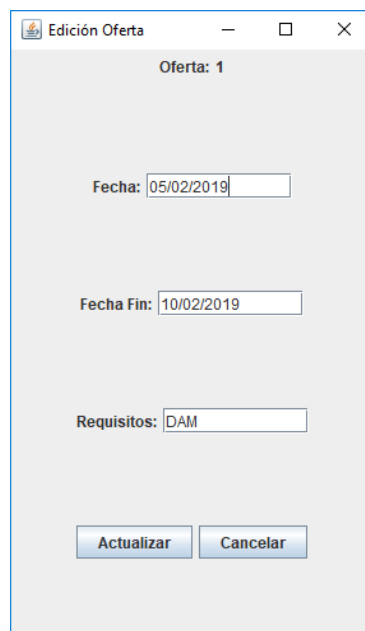 Edición Oferta
Oferta: 1
Fecha: 05/02/2019
Fecha Fin: 10/02/2019
Requisitos: DAM
Actualizar Cancelar